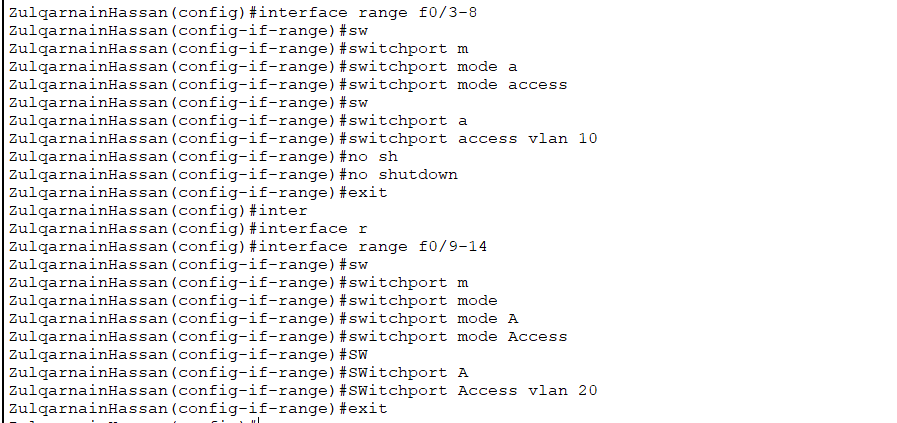 ZulqarnainHassan(config)#interface range f0/3-8
ZulqarnainHassan(config-if-range)#sw
ZulqarnainHassan(config-if-range)#switchport m
ZulqarnainHassan(config-if-range)#switchport mode a
ZulqarnainHassan(config-if-range)#switchport mode access
ZulqarnainHassan(config-if-range)#sw
ZulqarnainHassan(config-if-range)#switchport a
ZulqarnainHassan(config-if-range)#switchport access vlan 10
ZulqarnainHassan(config-if-range)#no sh
ZulqarnainHassan(config-if-range)#no shutdown
ZulqarnainHassan(config-if-range)#exit
ZulqarnainHassan(config)#inter
ZulqarnainHassan(config)#interface r
ZulqarnainHassan(config)#interface range f0/9-14
ZulqarnainHassan(config-if-range)#sw
ZulqarnainHassan(config-if-range)#switchport m
ZulqarnainHassan(config-if-range)#switchport mode
ZulqarnainHassan(config-if-range)#switchport mode A
ZulqarnainHassan(config-if-range)#switchport mode Access
ZulqarnainHassan(config-if-range)#SW
ZulqarnainHassan(config-if-range)#SWitchport A
ZulqarnainHassan(config-if-range)#SWitchport Access vlan 20
ZulqarnainHassan(config-if-range)#exit